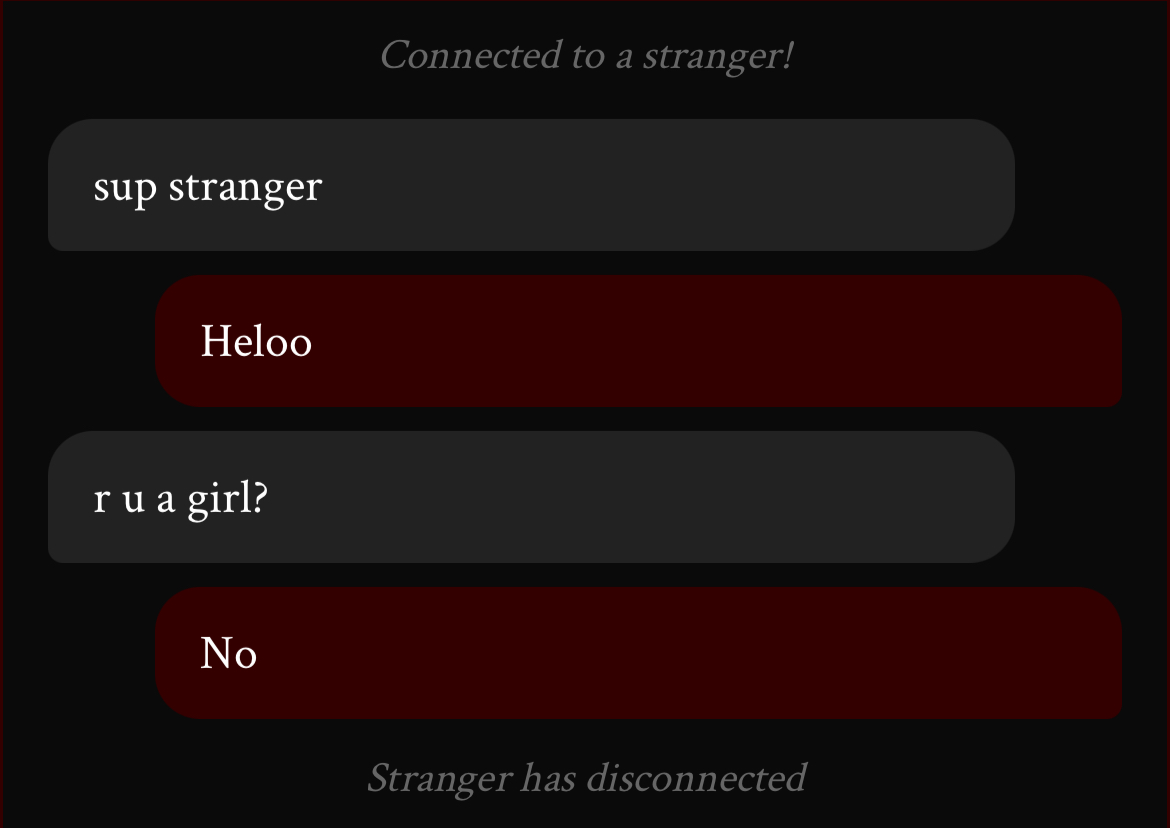 Connected to a stranger!
sup stranger
Heloo
r u a girl?
No
Stranger has disconnected